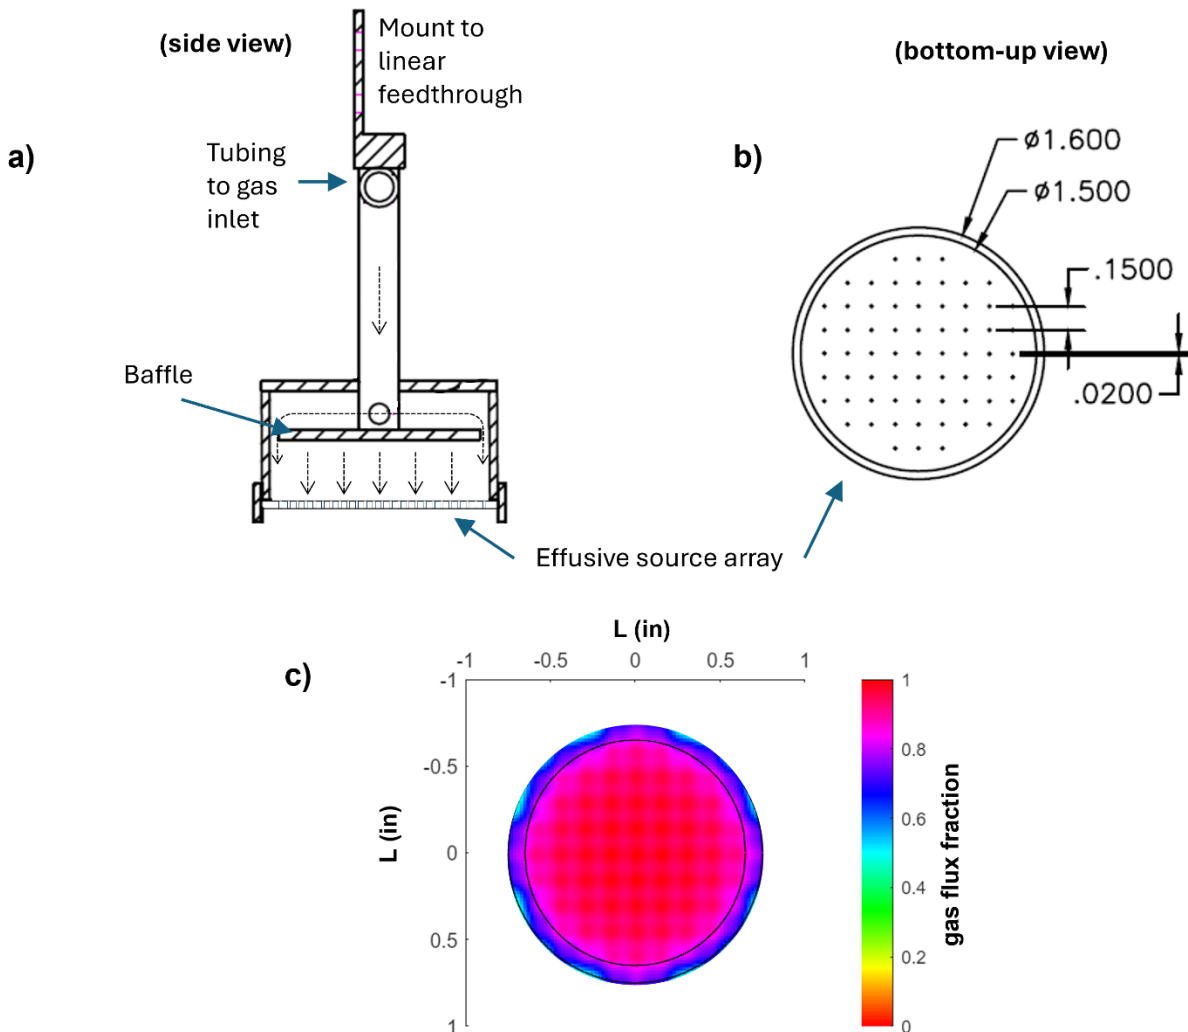 (side view)
Mount to
linear
feedthrough
(bottom-up view)
a)
Tubing
to gas
inlet
b)
ø1.600
ø1.500
.1500
Baffle
.0200
Effusive source array
L (in)
c)
-1
-0.5
0
0.5
1
-1
-0.5
0
0.5
1
L (in)
1
0.8
0.6
0.4
0.2
0
gas flux fraction